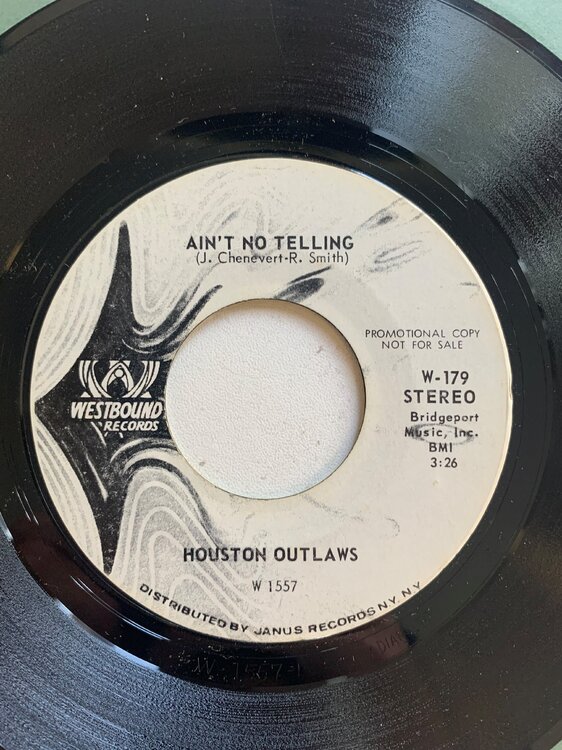 AIN'T NO TELLING
(J. Chenevert-R. Smith)
PROMOTIONAL COPY
NOT FOR SALE
W-179
STEREO
Bridgeport
Music, Inc.
BMI
3:26
WESTBOUND
RECORDS
HOUSTON OUTLAWS
W 1557
DISTRIBUTED BY JANUS RECORDS N.Y. N.Y.